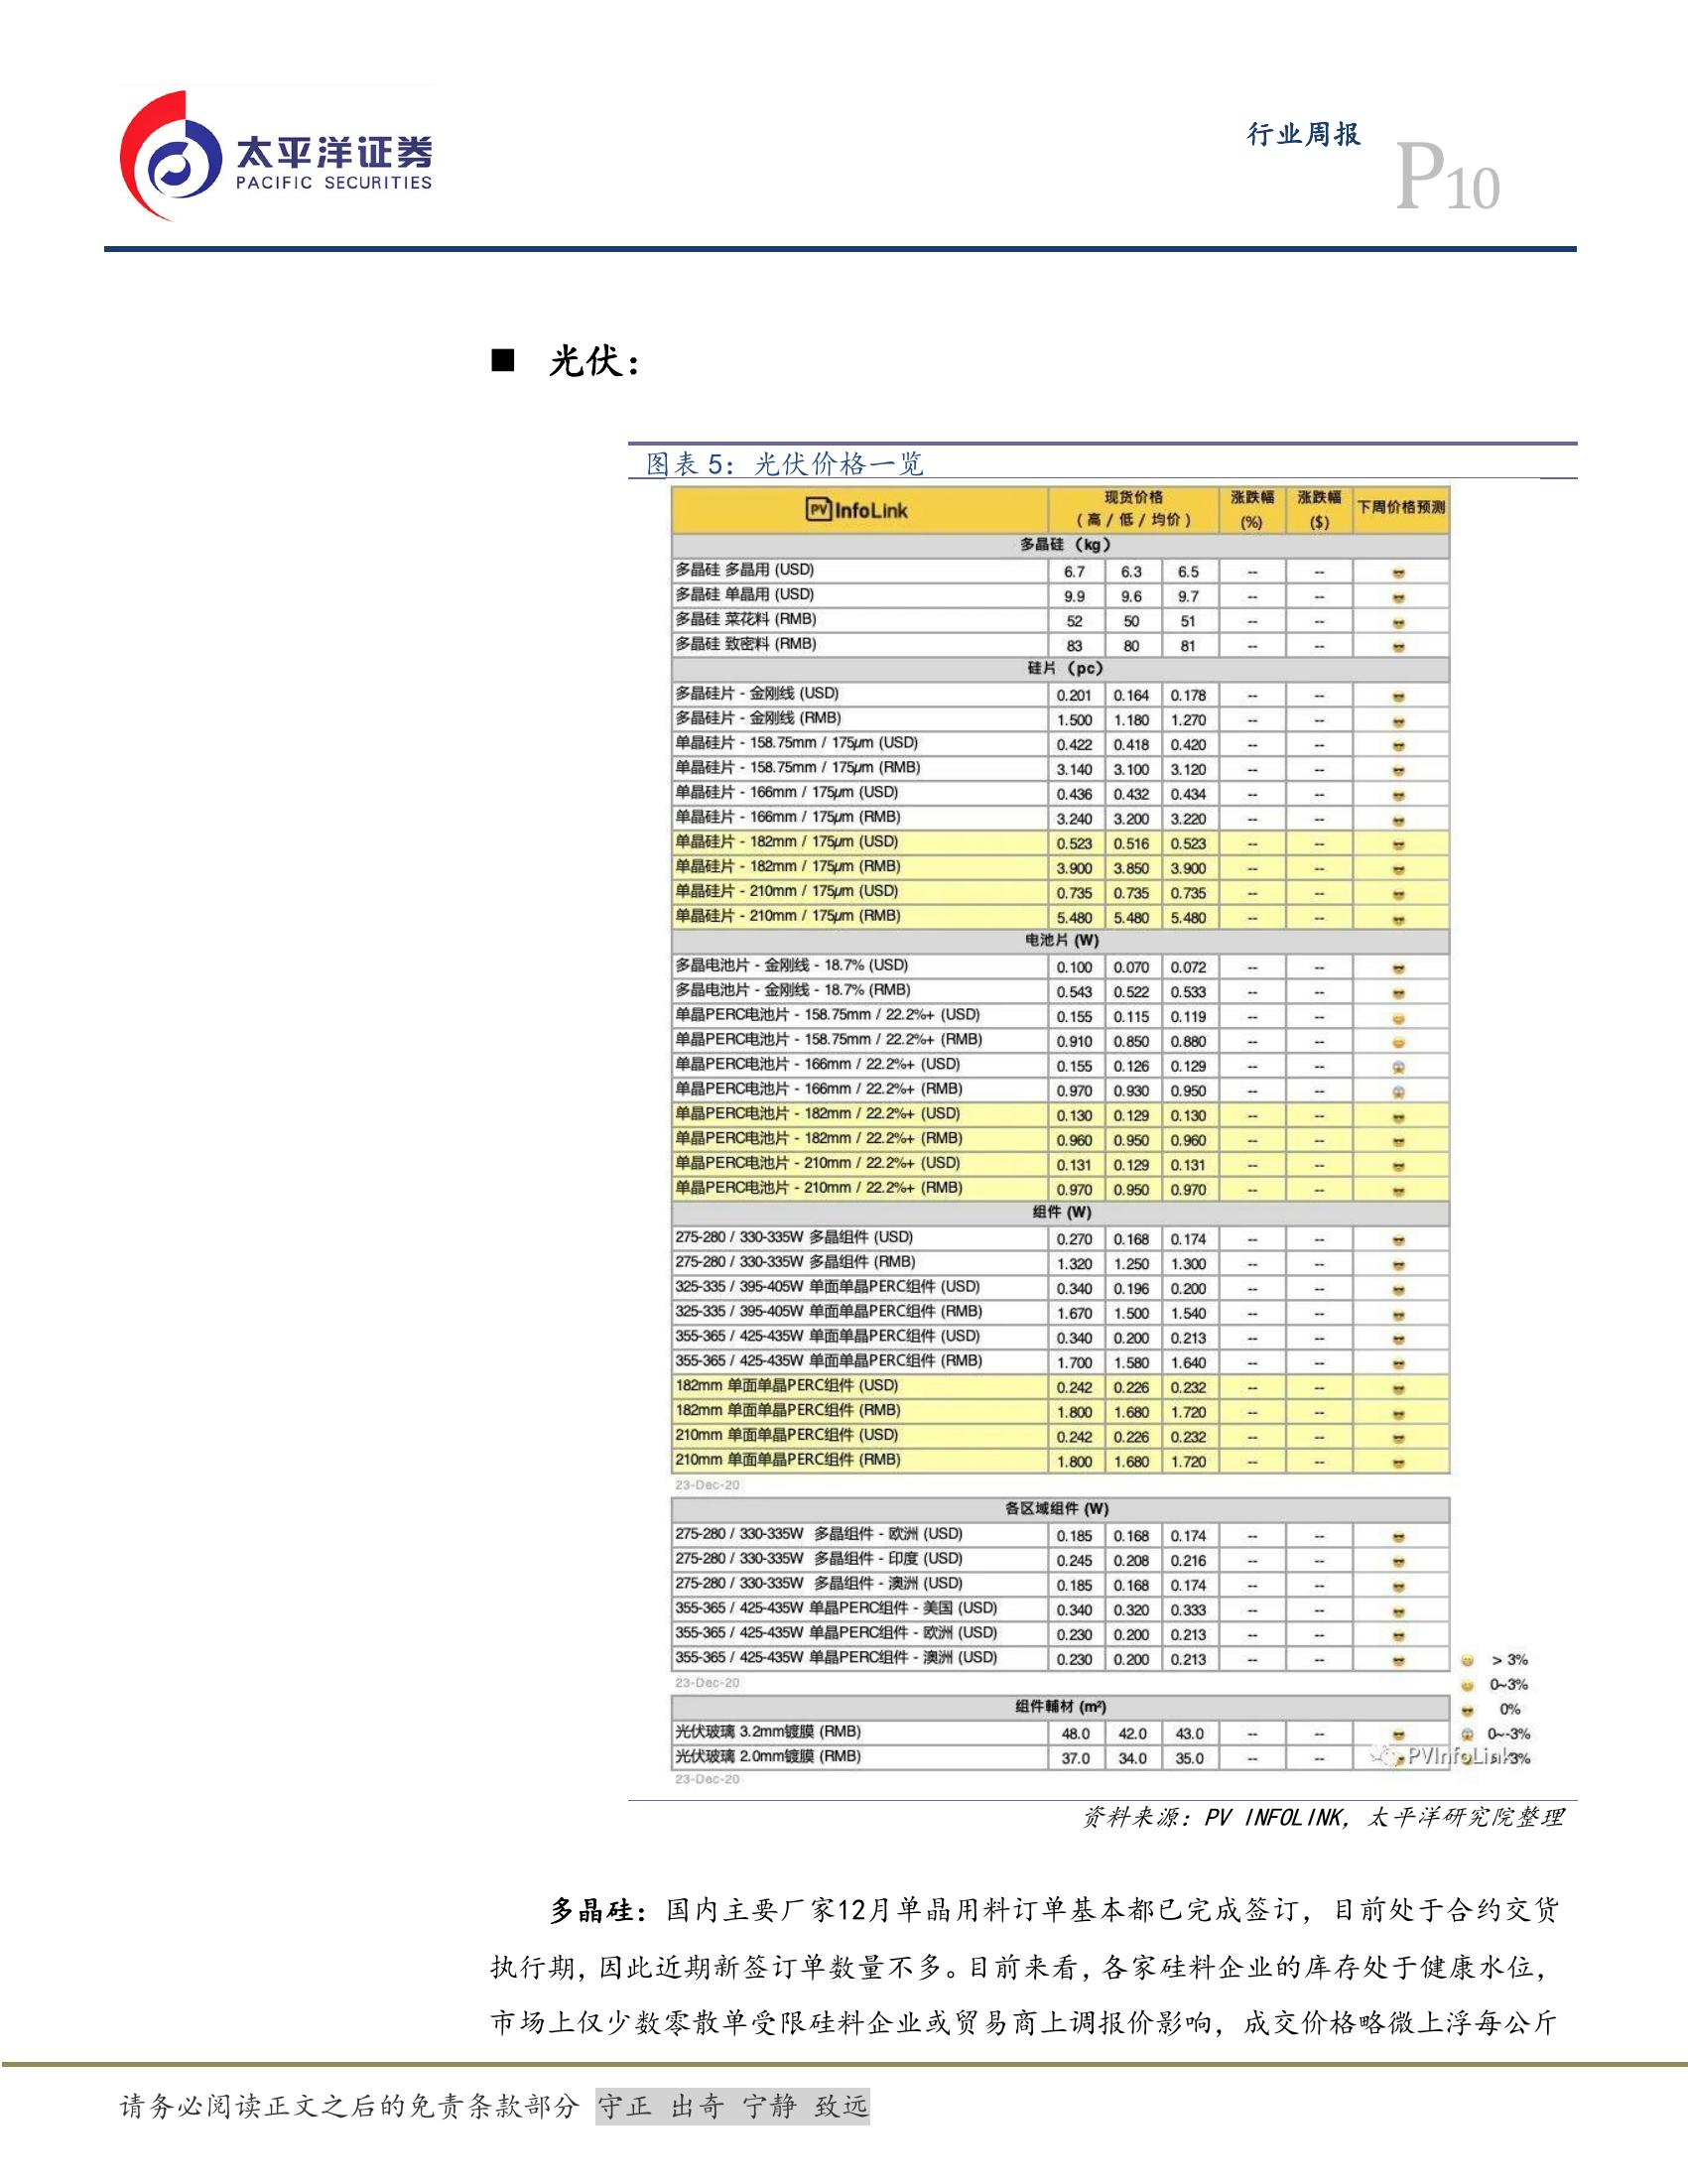 太平洋证券
PACIFIC SECURITIES
行业周报
P10
■ 光伏：
图表 5：光伏价格一览
PV InfoLink 现货价格（高 / 低 / 均价） 涨跌幅(%) 涨跌幅($) 下周价格预测
多晶硅（kg）
多晶硅 多晶用 (USD) 6.7 6.3 6.5 -- --
多晶硅 单晶用 (USD) 9.9 9.6 9.7 -- --
多晶硅 菜花料 (RMB) 52 50 51 -- --
多晶硅 致密料 (RMB) 83 80 81 -- --
硅片（pc）
多晶硅片 - 金刚线 (USD) 0.201 0.164 0.178 -- --
多晶硅片 - 金刚线 (RMB) 1.500 1.180 1.270 -- --
单晶硅片 - 158.75mm / 175μm (USD) 0.422 0.418 0.420 -- --
单晶硅片 - 158.75mm / 175μm (RMB) 3.140 3.100 3.120 -- --
单晶硅片 - 166mm / 175μm (USD) 0.436 0.432 0.434 -- --
单晶硅片 - 166mm / 175μm (RMB) 3.240 3.200 3.220 -- --
单晶硅片 - 182mm / 175μm (USD) 0.523 0.516 0.523 -- --
单晶硅片 - 182mm / 175μm (RMB) 3.900 3.850 3.900 -- --
单晶硅片 - 210mm / 175μm (USD) 0.735 0.735 0.735 -- --
单晶硅片 - 210mm / 175μm (RMB) 5.480 5.480 5.480 -- --
电池片 (W)
多晶电池片 - 金刚线 - 18.7% (USD) 0.100 0.070 0.072 -- --
多晶电池片 - 金刚线 - 18.7% (RMB) 0.543 0.522 0.533 -- --
单晶PERC电池片 - 158.75mm / 22.2%+ (USD) 0.155 0.115 0.119 -- --
单晶PERC电池片 - 158.75mm / 22.2%+ (RMB) 0.910 0.850 0.880 -- --
单晶PERC电池片 - 166mm / 22.2%+ (USD) 0.155 0.126 0.129 -- --
单晶PERC电池片 - 166mm / 22.2%+ (RMB) 0.970 0.930 0.950 -- --
单晶PERC电池片 - 182mm / 22.2%+ (USD) 0.130 0.129 0.130 -- --
单晶PERC电池片 - 182mm / 22.2%+ (RMB) 0.960 0.950 0.960 -- --
单晶PERC电池片 - 210mm / 22.2%+ (USD) 0.131 0.129 0.131 -- --
单晶PERC电池片 - 210mm / 22.2%+ (RMB) 0.970 0.950 0.970 -- --
组件 (W)
275-280 / 330-335W 多晶组件 (USD) 0.270 0.168 0.174 -- --
275-280 / 330-335W 多晶组件 (RMB) 1.320 1.250 1.300 -- --
325-335 / 395-405W 单面单晶PERC组件 (USD) 0.340 0.196 0.200 -- --
325-335 / 395-405W 单面单晶PERC组件 (RMB) 1.670 1.500 1.540 -- --
355-365 / 425-435W 单面单晶PERC组件 (USD) 0.340 0.200 0.213 -- --
355-365 / 425-435W 单面单晶PERC组件 (RMB) 1.700 1.580 1.640 -- --
182mm 单面单晶PERC组件 (USD) 0.242 0.226 0.232 -- --
182mm 单面单晶PERC组件 (RMB) 1.800 1.680 1.720 -- --
210mm 单面单晶PERC组件 (USD) 0.242 0.226 0.232 -- --
210mm 单面单晶PERC组件 (RMB) 1.800 1.680 1.720 -- --
23-Dec-20
各区域组件 (W)
275-280 / 330-335W 多晶组件 - 欧洲 (USD) 0.185 0.168 0.174 -- --
275-280 / 330-335W 多晶组件 - 印度 (USD) 0.245 0.208 0.216 -- --
275-280 / 330-335W 多晶组件 - 澳洲 (USD) 0.185 0.168 0.174 -- --
355-365 / 425-435W 单晶PERC组件 - 美国 (USD) 0.340 0.320 0.333 -- --
355-365 / 425-435W 单晶PERC组件 - 欧洲 (USD) 0.230 0.200 0.213 -- --
355-365 / 425-435W 单晶PERC组件 - 澳洲 (USD) 0.230 0.200 0.213 -- --
23-Dec-20
组件輔材 (m²)
光伏玻璃 3.2mm镀膜 (RMB) 48.0 42.0 43.0 -- --
光伏玻璃 2.0mm镀膜 (RMB) 37.0 34.0 35.0 -- --
23-Dec-20
> 3%
0~3%
0%
0~-3%
PVInfoLink
资料来源：PV INFOLINK，太平洋研究院整理
多晶硅：国内主要厂家12月单晶用料订单基本都已完成签订，目前处于合约交货
执行期，因此近期新签订单数量不多。目前来看，各家硅料企业的库存处于健康水位，
市场上仅少数零散单受限硅料企业或贸易商上调报价影响，成交价格略微上浮每公斤
请务必阅读正文之后的免责条款部分 守正 出奇 宁静 致远